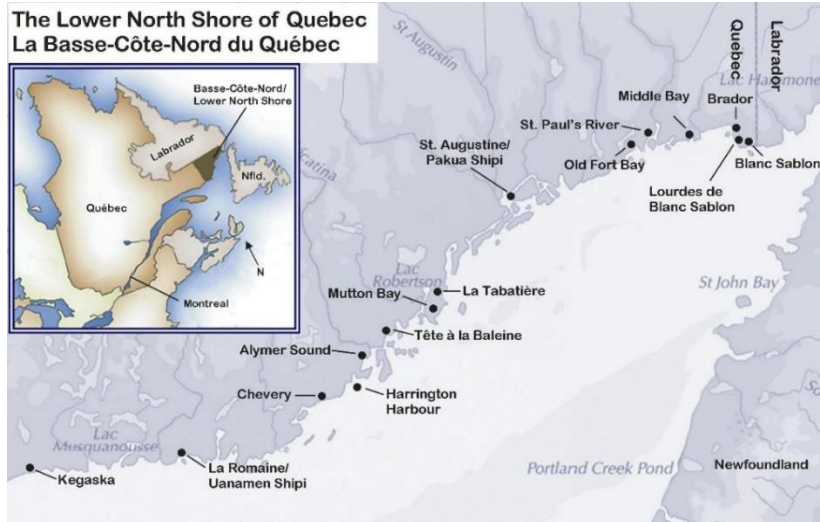 The Lower North Shore of Quebec
La Basse-Côte-Nord du Québec
Basse-Côte-Nord/
Lower North Shore
Labrador
Nfld.
Québec
N
Montreal
St Augustin
Quebec
Labrador
Middle Bay
Brador
St. Paul's River
St. Augustine/
Pakua Shipi
Old Fort Bay
Blanc Sablon
Lourdes de
Blanc Sablon
Lac
Robertson
La Tabatière
Mutton Bay
St John Bay
Tête à la Baleine
Alymer Sound
Chevery
Harrington
Harbour
Lac
Musquanousse
La Romaine/
Uanamen Shipi
Kegaska
Portland Creek Pond
Newfoundland